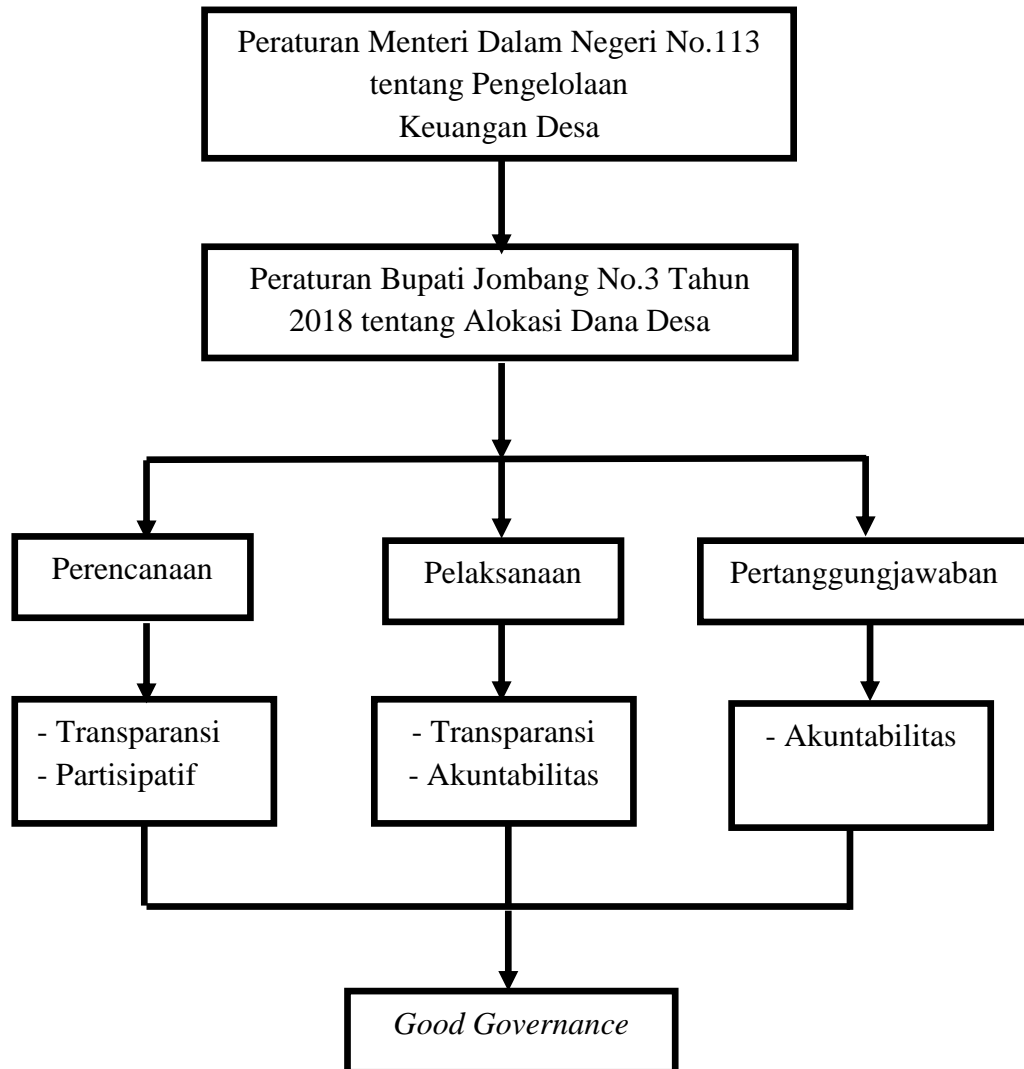 Peraturan Menteri Dalam Negeri No.113
tentang Pengelolaan
Keuangan Desa
Peraturan Bupati Jombang No.3 Tahun
2018 tentang Alokasi Dana Desa
Perencanaan
Pelaksanaan
Pertanggungjawaban
- Transparansi
- Partisipatif
- Transparansi
- Akuntabilitas
- Akuntabilitas
Good Governance